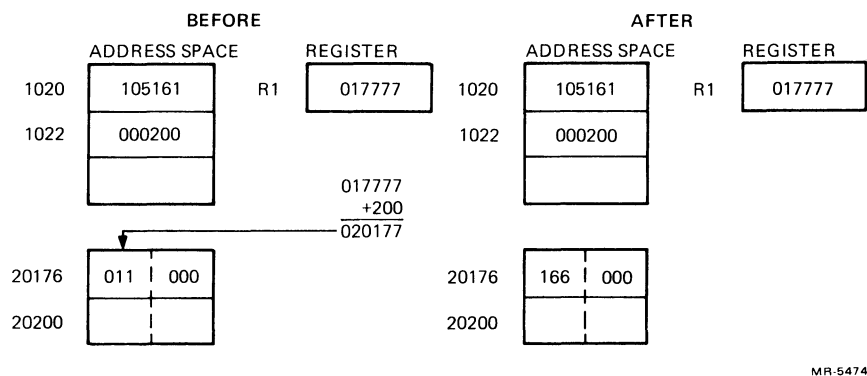 BEFORE AFTER
ADDRESS SPACE REGISTER ADDRESS SPACE REGISTER
1020 105161 R1 017777 1020 105161 R1 017777
1022 000200 1022 000200
017777
+200
020177
20176 011 000 20176 166 000
20200 20200
MR-5474